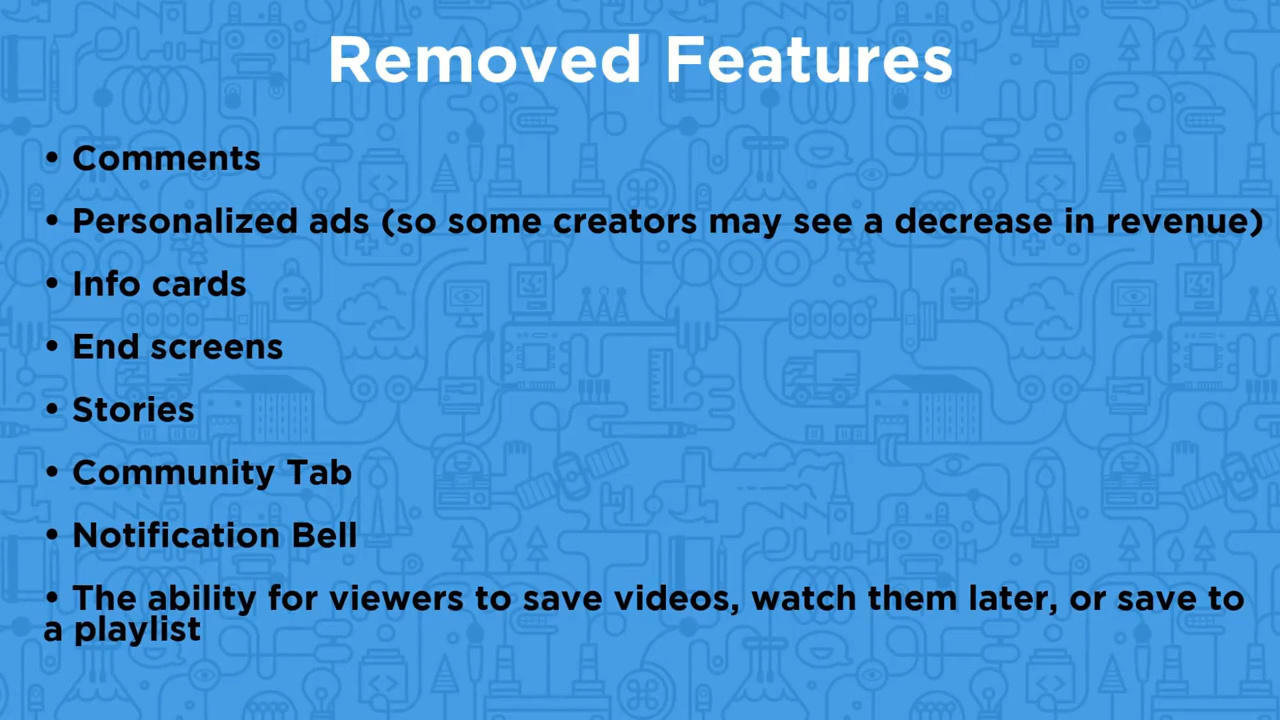 Removed Features
• Comments
• Personalized ads (so some creators may see a decrease in revenue)
• Info cards
• End screens
• Stories
• Community Tab
• Notification Bell
• The ability for viewers to save videos, watch them later, or save to
a playlist